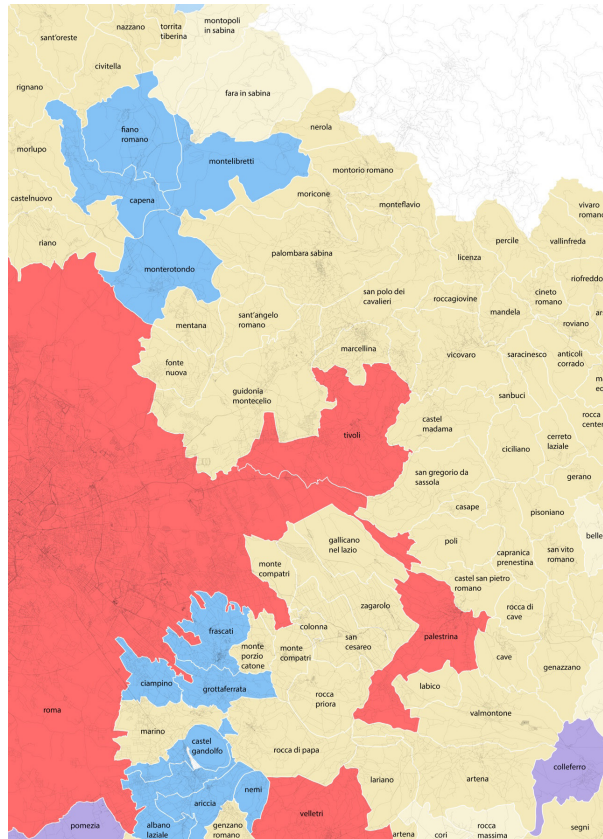 montopoli
in sabina
nazzano
torrita
tiberina
sant'oreste
civitella
rignano
fara in sabina
fiano
romano
nerola
morlupo
montelibretti
montorio romano
castelnuovo
capena
moricone
monteflavio
vivaro
romano
riano
percile
vallinfreda
monterotondo
palombara sabina
licenza
riofreddo
san polo dei
cavalieri
roccagiovine
cineto
romano
mandela
ar
sant'angelo
romano
mentana
roviano
marcellina
vicovaro
saracinesco
anticoli
corrado
fonte
nuova
m
ec
guidonia
montecelio
sanbuci
castel
madama
rocca
canter
tivoli
ciciliano
cerreto
laziale
san gregorio da
sassola
gerano
casape
pisoniano
gallicano
nel lazio
poli
belle
monte
compatri
capranica
prenestina
san vito
romano
castel san pietro
romano
zagarolo
rocca di
cave
colonna
frascati
palestrina
san
cesareo
monte
porzio
catone
monte
compatri
cave
genazzano
ciampino
grottaferrata
labico
rocca
priora
roma
valmontone
marino
castel
gandolfo
rocca di papa
colleferro
lariano
artena
nemi
ariccia
velletri
pomezia
albano
laziale
genzano
romano
artena
cori
rocca
massima
segni